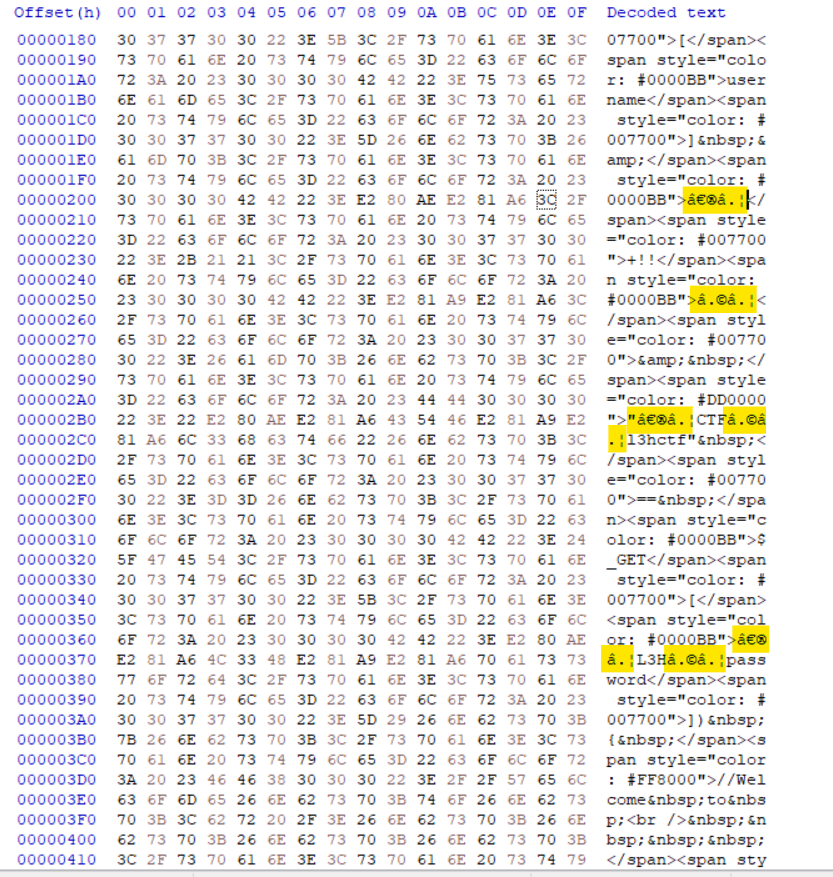 Offset(h) 00 01 02 03 04 05 06 07 08 09 0A 0B 0C 0D 0E 0F Decoded text
00000180 30 37 37 30 30 22 3E 5B 3C 2F 73 70 61 6E 3E 3C 07700">[</span><
00000190 73 70 61 6E 20 73 74 79 6C 65 3D 22 63 6F 6C 6F span style="colo
000001A0 72 3A 20 23 30 30 30 30 42 42 22 3E 75 73 65 72 r: #0000BB">user
000001B0 6E 61 6D 65 3C 2F 73 70 61 6E 3E 3C 73 70 61 6E name</span><span
000001C0 20 73 74 79 6C 65 3D 22 63 6F 6C 6F 72 3A 20 23 style="color: #
000001D0 30 30 37 37 30 30 22 3E 5D 26 6E 62 73 70 3B 26 007700">]&nbsp;&
000001E0 61 6D 70 3B 3C 2F 73 70 61 6E 3E 3C 73 70 61 6E amp;</span><span
000001F0 20 73 74 79 6C 65 3D 22 63 6F 6C 6F 72 3A 20 23 style="color: #
00000200 30 30 30 30 42 42 22 3E E2 80 AE E2 81 A6 3C 2F 0000BB">â€®â.¦</
00000210 73 70 61 6E 3E 3C 73 70 61 6E 20 73 74 79 6C 65 span><span style
00000220 3D 22 63 6F 6C 6F 72 3A 20 23 30 30 37 37 30 30 ="color: #007700
00000230 22 3E 2B 21 21 3C 2F 73 70 61 6E 3E 3C 73 70 61 ">+!!</span><spa
00000240 6E 20 73 74 79 6C 65 3D 22 63 6F 6C 6F 72 3A 20 n style="color:
00000250 23 30 30 30 30 42 42 22 3E E2 81 A9 E2 81 A6 3C #0000BB">â.©â.¦<
00000260 2F 73 70 61 6E 3E 3C 73 70 61 6E 20 73 74 79 6C /span><span styl
00000270 65 3D 22 63 6F 6C 6F 72 3A 20 23 30 30 37 37 30 e="color: #00770
00000280 30 22 3E 26 61 6D 70 3B 26 6E 62 73 70 3B 3C 2F 0">&amp;&nbsp;</
00000290 73 70 61 6E 3E 3C 73 70 61 6E 20 73 74 79 6C 65 span><span style
000002A0 3D 22 63 6F 6C 6F 72 3A 20 23 44 44 30 30 30 30 ="color: #DD0000
000002B0 22 3E 22 E2 80 AE E2 81 A6 43 54 46 E2 81 A9 E2 ">"â€®â.¦CTFâ.©â
000002C0 81 A6 6C 33 68 63 74 66 22 26 6E 62 73 70 3B 3C .¦l3hctf"&nbsp;<
000002D0 2F 73 70 61 6E 3E 3C 73 70 61 6E 20 73 74 79 6C /span><span styl
000002E0 65 3D 22 63 6F 6C 6F 72 3A 20 23 30 30 37 37 30 e="color: #00770
000002F0 30 22 3E 3D 3D 26 6E 62 73 70 3B 3C 2F 73 70 61 0">==&nbsp;</spa
00000300 6E 3E 3C 73 70 61 6E 20 73 74 79 6C 65 3D 22 63 n><span style="c
00000310 6F 6C 6F 72 3A 20 23 30 30 30 30 42 42 22 3E 24 olor: #0000BB">$
00000320 5F 47 45 54 3C 2F 73 70 61 6E 3E 3C 73 70 61 6E _GET</span><span
00000330 20 73 74 79 6C 65 3D 22 63 6F 6C 6F 72 3A 20 23 style="color: #
00000340 30 30 37 37 30 30 22 3E 5B 3C 2F 73 70 61 6E 3E 007700">[</span>
00000350 3C 73 70 61 6E 20 73 74 79 6C 65 3D 22 63 6F 6C <span style="col
00000360 6F 72 3A 20 23 30 30 30 30 42 42 22 3E E2 80 AE or: #0000BB">â€®
00000370 E2 81 A6 4C 33 48 E2 81 A9 E2 81 A6 70 61 73 73 â.¦L3Hâ.©â.¦pass
00000380 77 6F 72 64 3C 2F 73 70 61 6E 3E 3C 73 70 61 6E word</span><span
00000390 20 73 74 79 6C 65 3D 22 63 6F 6C 6F 72 3A 20 23 style="color: #
000003A0 30 30 37 37 30 30 22 3E 5D 29 26 6E 62 73 70 3B 007700">])&nbsp;
000003B0 7B 26 6E 62 73 70 3B 3C 2F 73 70 61 6E 3E 3C 73 {&nbsp;</span><s
000003C0 70 61 6E 20 73 74 79 6C 65 3D 22 63 6F 6C 6F 72 pan style="color
000003D0 3A 20 23 46 46 38 30 30 30 22 3E 2F 2F 57 65 6C : #FF8000">//Wel
000003E0 63 6F 6D 65 26 6E 62 73 70 3B 74 6F 26 6E 62 73 come&nbsp;to&nbs
000003F0 70 3B 3C 62 72 20 2F 3E 26 6E 62 73 70 3B 26 6E p;<br />&nbsp;&n
00000400 62 73 70 3B 26 6E 62 73 70 3B 26 6E 62 73 70 3B bsp;&nbsp;&nbsp;
00000410 3C 2F 73 70 61 6E 3E 3C 73 70 61 6E 20 73 74 79 </span><span sty